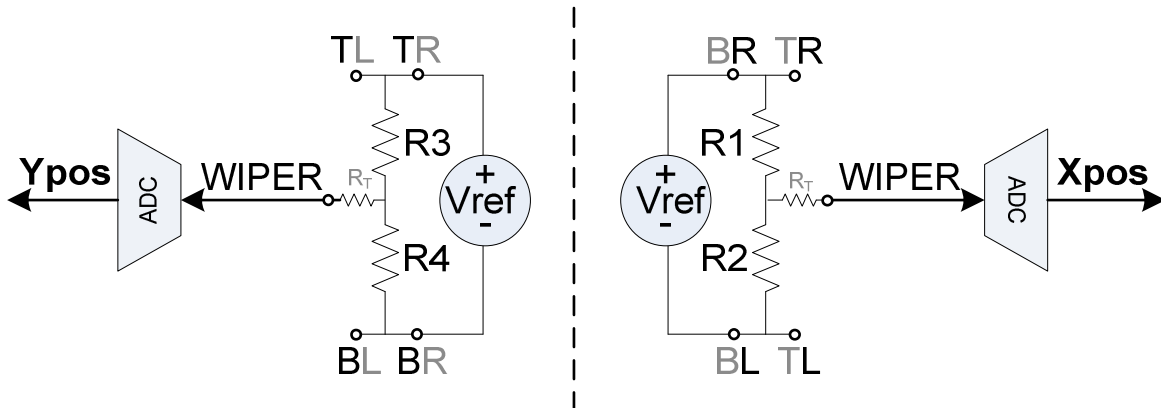 TL TR
R3
Ypos
ADC
WIPER
RT
+
Vref
-
R4
BL BR
BR TR
R1
+
Vref
-
RT
WIPER
ADC
Xpos
R2
BL TL